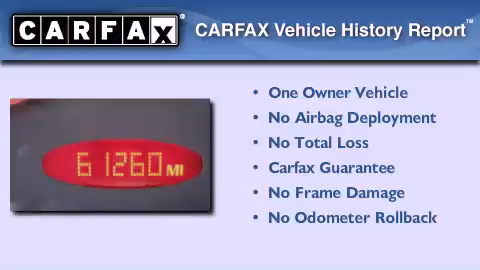 CARFAX® CARFAX Vehicle History Report™
61260 MI
• One Owner Vehicle
• No Airbag Deployment
• No Total Loss
• Carfax Guarantee
• No Frame Damage
• No Odometer Rollback